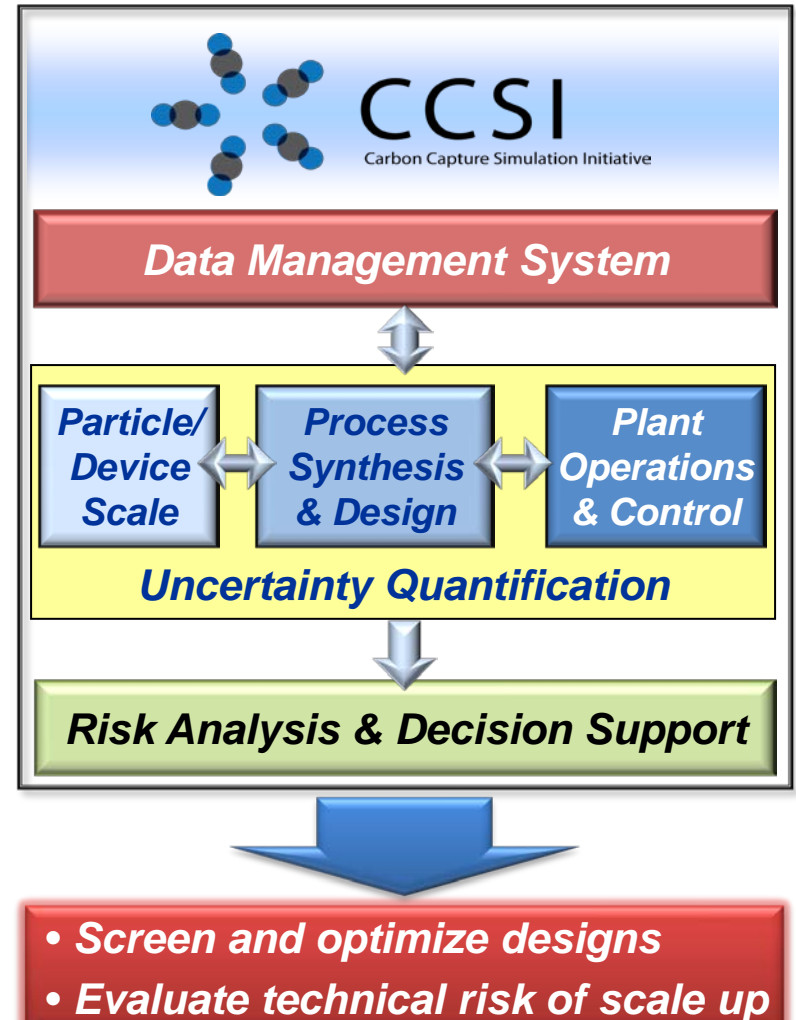 CCSI
Carbon Capture Simulation Initiative
Data Management System
Particle/
Device
Scale
Process
Synthesis
& Design
Plant
Operations
& Control
Uncertainty Quantification
Risk Analysis & Decision Support
• Screen and optimize designs
• Evaluate technical risk of scale up